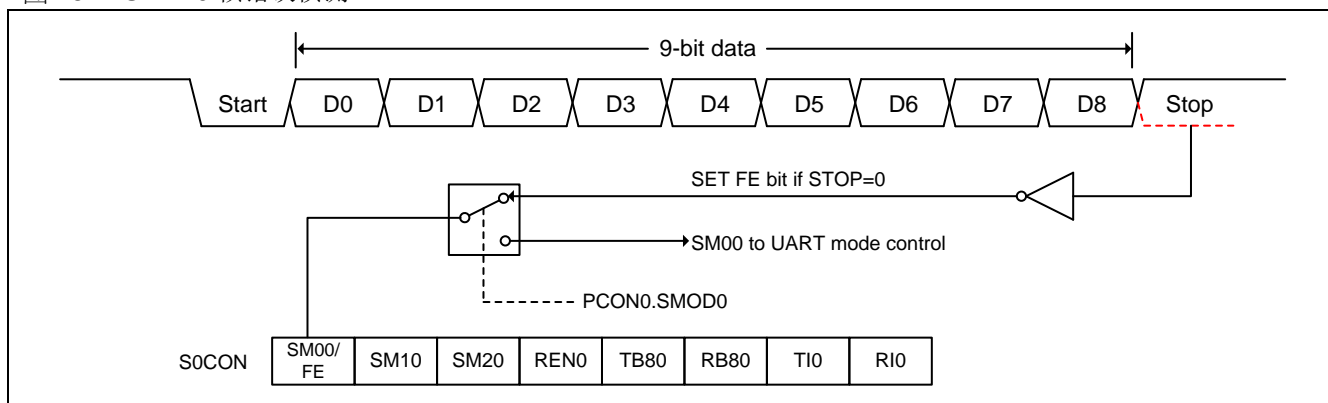 9-bit data
Start D0 D1 D2 D3 D4 D5 D6 D7 D8 Stop
SET FE bit if STOP=0
SM00 to UART mode control
PCON0.SMOD0
S0CON SM00/FE SM10 SM20 REN0 TB80 RB80 TI0 RI0